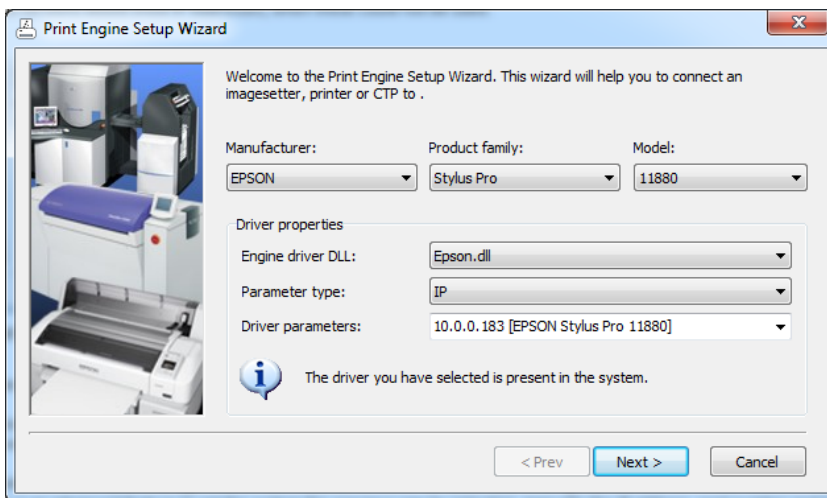 Print Engine Setup Wizard
Welcome to the Print Engine Setup Wizard. This wizard will help you to connect an
imagesetter, printer or CTP to .
Manufacturer: Product family: Model:
EPSON Stylus Pro 11880
Driver properties
Engine driver DLL: Epson.dll
Parameter type: IP
Driver parameters: 10.0.0.183 [EPSON Stylus Pro 11880]
The driver you have selected is present in the system.
< Prev Next > Cancel